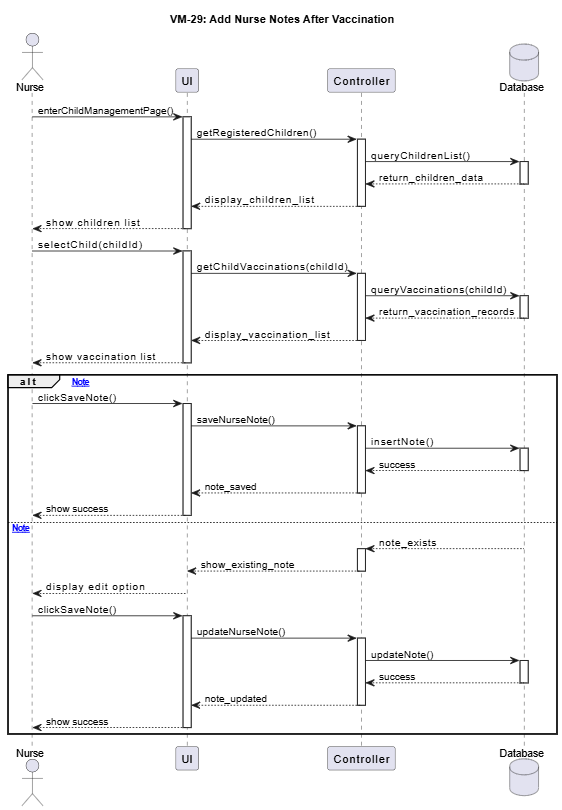 VM-29: Add Nurse Notes After Vaccination
Nurse
UI
Controller
Database
enterChildManagementPage()
getRegisteredChildren()
queryChildrenList()
return_children_data
display_children_list
show children list
selectChild(childId)
getChildVaccinations(childId)
queryVaccinations(childId)
return_vaccination_records
display_vaccination_list
show vaccination list
alt Note
clickSaveNote()
saveNurseNote()
insertNote()
success
note_saved
show success
Note
note_exists
show_existing_note
display edit option
clickSaveNote()
updateNurseNote()
updateNote()
success
note_updated
show success
Nurse
UI
Controller
Database